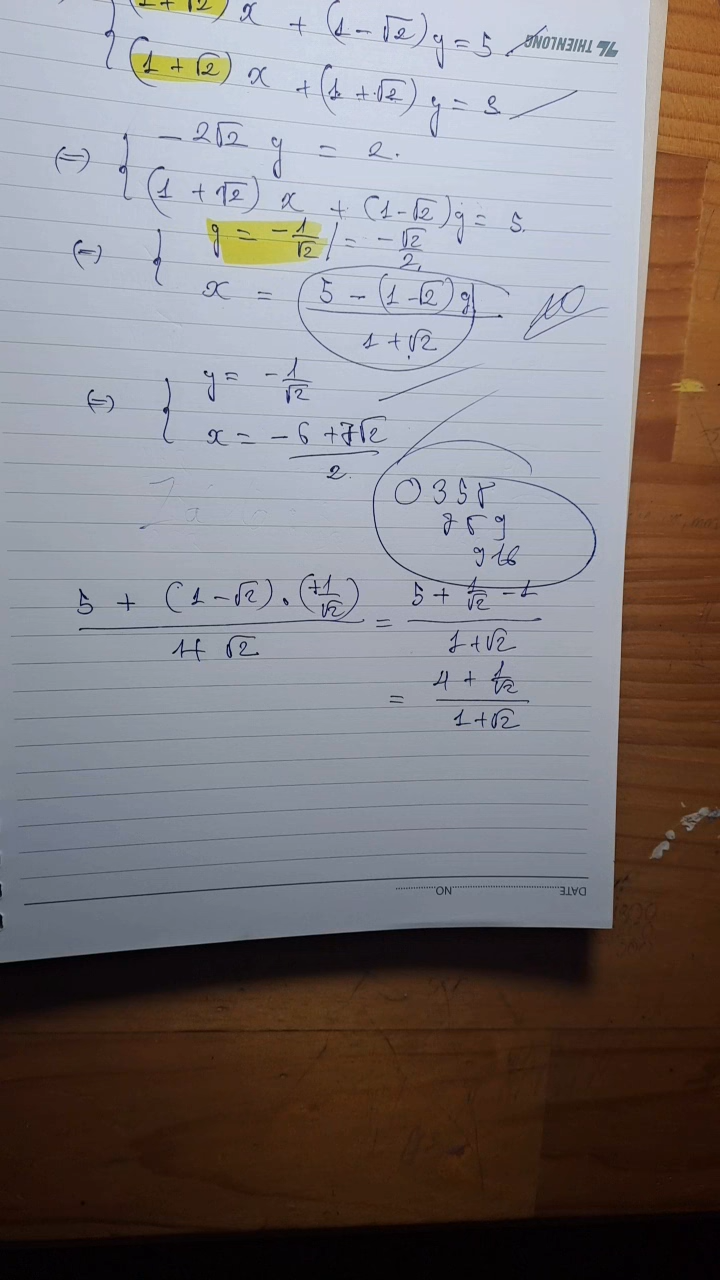 (1+√2) x + (1-√2) y = 5
THIENLONG
(1+√2) x + (1+√2) y = 3
(=) { -2√2 y = 2.
(1+√2) x + (1-√2) y = 5.
(=) { y = -1/√2 | = -√2/2
x = (5 - (1-√2) y)/(1+√2)
(=) { y = -1/√2
x = (-6 + 7√2)/2
0358
759
916
(5 + (1-√2) . (+1/√2))/(1+√2) = (5 + 1/√2 - 1)/(1+√2)
= (4 + 1/√2)/(1+√2)
DATE NO.